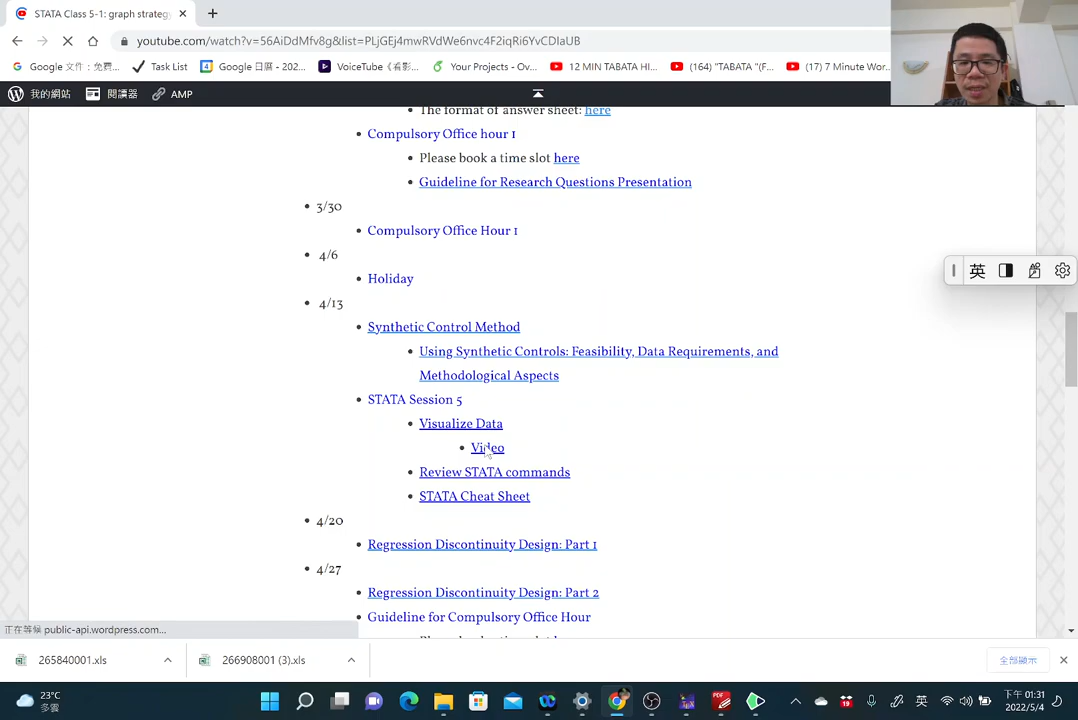 STATA Class 5-1: graph strateg
youtube.com/watch?v=56AiDdMfv8g&list=PLjGEj4mwRVdWe6nvc4F2iqRi6YvCDlaUB
Google 文件：免費...
Task List
Google 日曆 - 202...
VoiceTube《看影...
Your Projects - Ov...
12 MIN TABATA HI...
(164) "TABATA "(F...
(17) 7 Minute Wor...
我的網站
閱讀器
AMP
The format of answer sheet: here
Compulsory Office hour 1
Please book a time slot here
Guideline for Research Questions Presentation
3/30
Compulsory Office Hour 1
4/6
Holiday
4/13
Synthetic Control Method
Using Synthetic Controls: Feasibility, Data Requirements, and
Methodological Aspects
STATA Session 5
Visualize Data
Video
Review STATA commands
STATA Cheat Sheet
4/20
Regression Discontinuity Design: Part 1
4/27
Regression Discontinuity Design: Part 2
Guideline for Compulsory Office Hour
英
正在等候 public-api.wordpress.com...
265840001.xls
266908001 (3).xls
全部顯示
23°C
多雲
英
下午 01:31
2022/5/4